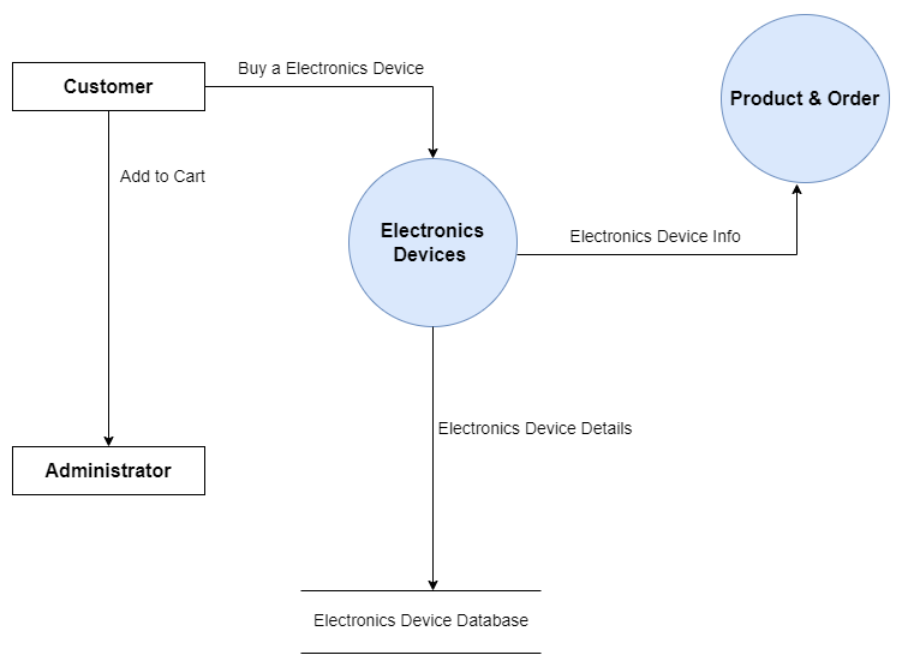 Buy a Electronics Device
Customer
Product & Order
Add to Cart
Electronics
Devices
Electronics Device Info
Electronics Device Details
Administrator
Electronics Device Database